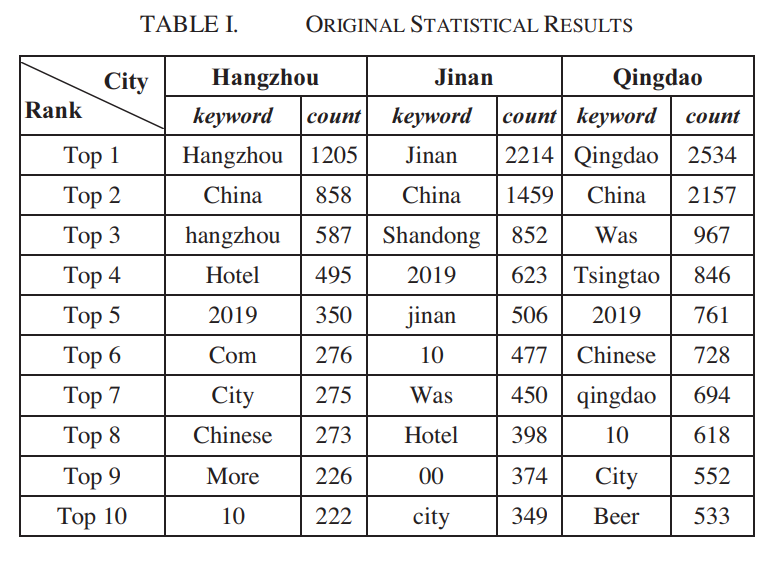 TABLE I. ORIGINAL STATISTICAL RESULTS
City Hangzhou Jinan Qingdao
Rank keyword count keyword count keyword count
Top 1 Hangzhou 1205 Jinan 2214 Qingdao 2534
Top 2 China 858 China 1459 China 2157
Top 3 hangzhou 587 Shandong 852 Was 967
Top 4 Hotel 495 2019 623 Tsingtao 846
Top 5 2019 350 jinan 506 2019 761
Top 6 Com 276 10 477 Chinese 728
Top 7 City 275 Was 450 qingdao 694
Top 8 Chinese 273 Hotel 398 10 618
Top 9 More 226 00 374 City 552
Top 10 10 222 city 349 Beer 533